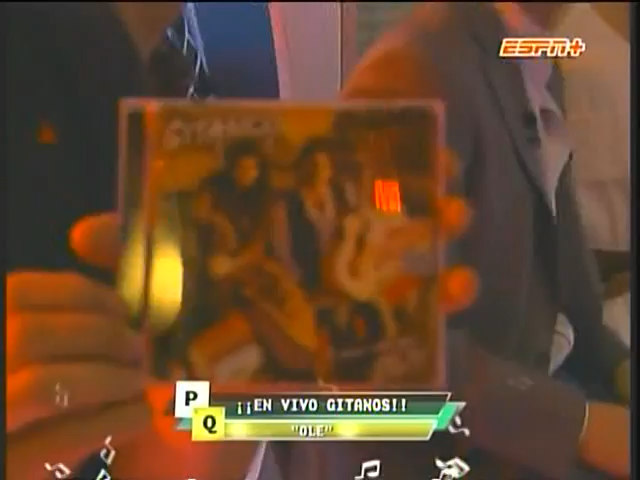 ESPN+
GITANOS
P
¡¡EN VIVO GITANOS!!
Q
"OLE"